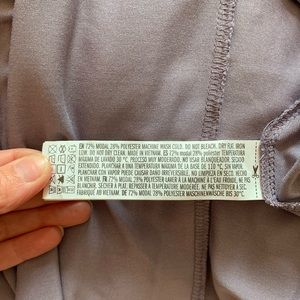 EN 72% MODAL 28% POLYESTER MACHINE WASH COLD. DO NOT BLEACH. DRY FLAT. IRON
LOW. DO NOT DRY CLEAN. MADE IN VIETNAM. ES 72% modal 28% polyester TEMPERATURA
MÁXIMA DE LAVADO 30 °C. PROCESO MUY MODERADO. NO USAR BLANQUEADOR. SECADO
EXTENDIDO. PLANCHAR A TEMPERATURA MÁXIMA DE LA BASE DE 110 °C, SIN VAPOR.
PLANCHAR CON VAPOR PUEDE CAUSAR DAÑO IRREVERSIBLE. NO LIMPIEZA EN SECO. HECHO
EN VIETNAM. FR 72% MODAL 28% POLYESTER LAVER À LA MACHINE À L'EAU FROIDE. NE PAS
BLANCHIR. SÉCHER À PLAT. REPASSER À TEMPÉRATURE MINIMALE. NE PAS NETTOYER À SEC.
FABRIQUÉ AU VIETNAM. DE 72% MODAL 28% POLYESTER MASCHINENWÄSCHE BIS 30°C.